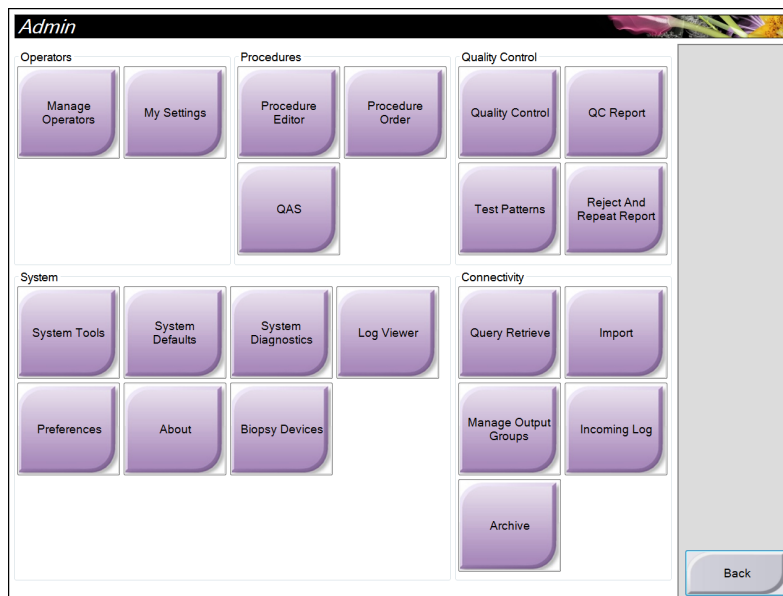 Admin
Operators
Manage
Operators
My Settings
Procedures
Procedure
Editor
Procedure
Order
QAS
Quality Control
Quality Control
QC Report
Test Patterns
Reject And
Repeat Report
System
System Tools
System
Defaults
System
Diagnostics
Log Viewer
Preferences
About
Biopsy Devices
Connectivity
Query Retrieve
Import
Manage Output
Groups
Incoming Log
Archive
Back